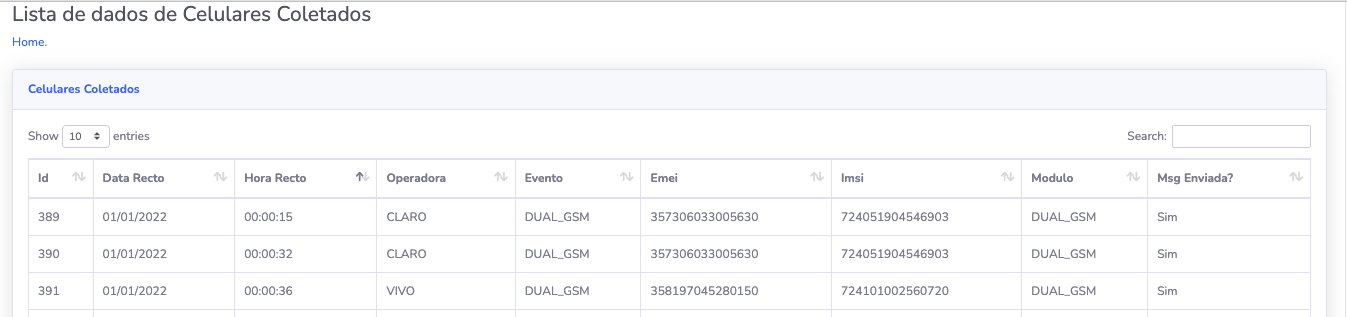 Lista de dados de Celulares Coletados
Home.
Celulares Coletados
Show 10 entries Search:
Id Data Recto Hora Recto Operadora Evento Emei Imsi Modulo Msg Enviada?
389 01/01/2022 00:00:15 CLARO DUAL_GSM 357306033005630 724051904546903 DUAL_GSM Sim
390 01/01/2022 00:00:32 CLARO DUAL_GSM 357306033005630 724051904546903 DUAL_GSM Sim
391 01/01/2022 00:00:36 VIVO DUAL_GSM 358197045280150 724101002560720 DUAL_GSM Sim